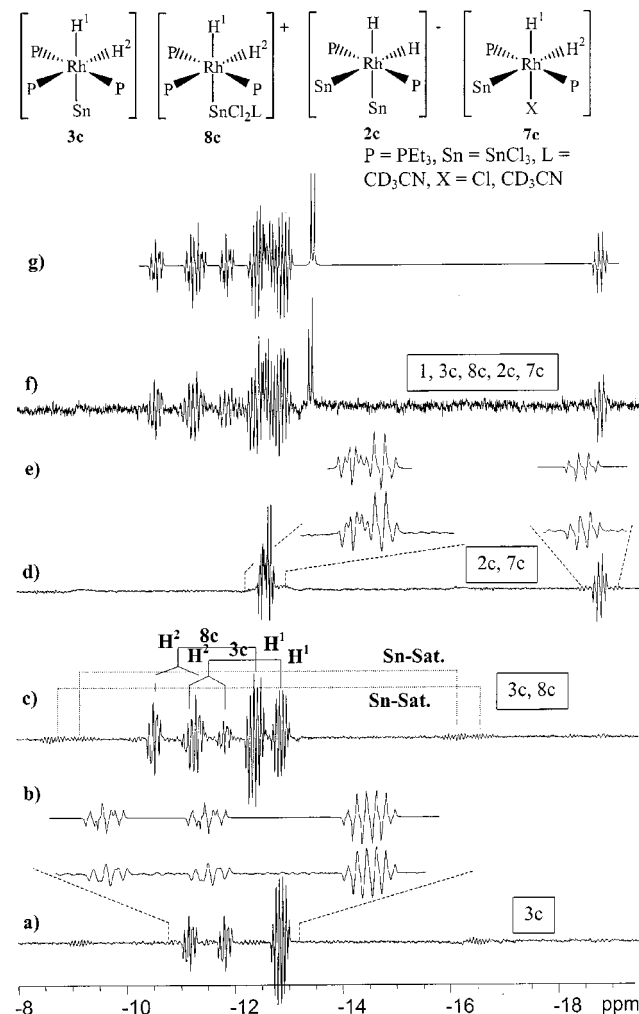 H¹ H¹ + H - H¹
P H² P H² P H P H²
Rh Rh Rh Rh
P P P P Sn P Sn P
Sn SnCl₂L Sn X
3c 8c 2c 7c
P = PEt₃, Sn = SnCl₃, L =
CD₃CN, X = Cl, CD₃CN
g)
f) 1, 3c, 8c, 2c, 7c
e)
d) 2c, 7c
8c
H² H¹
3c
H² H¹
Sn-Sat.
c) 3c, 8c
Sn-Sat.
b)
a) 3c
-8 -10 -12 -14 -16 -18 ppm